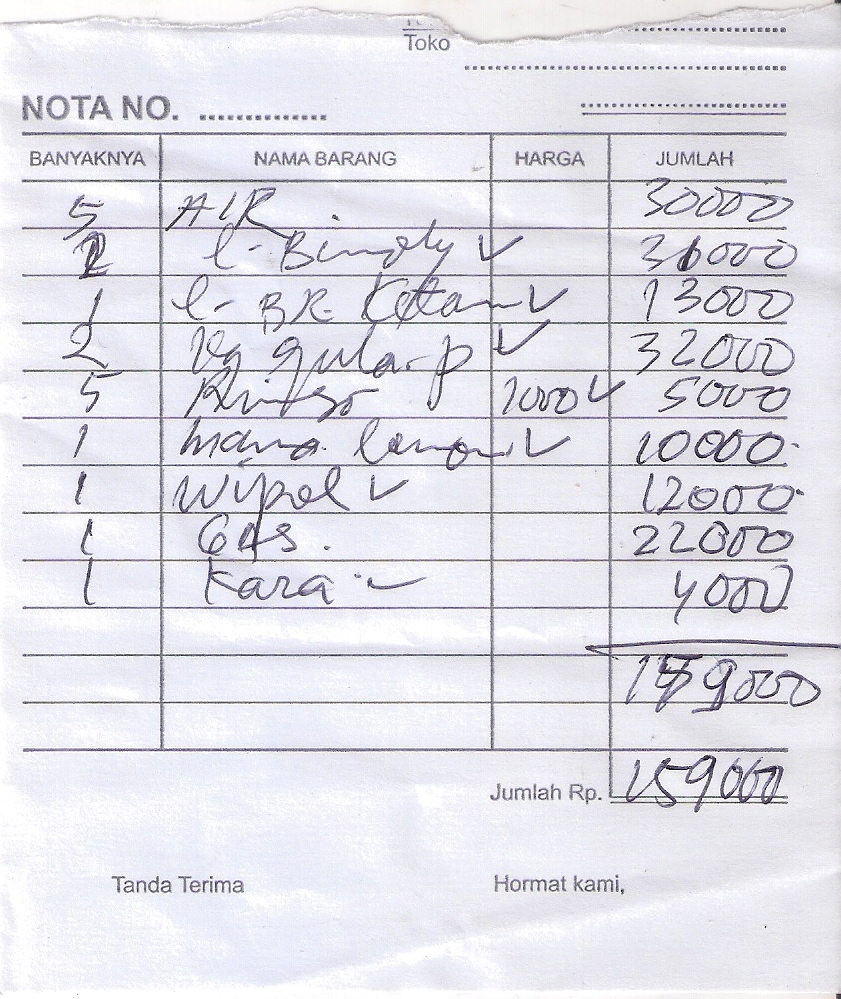 Toko
NOTA NO. ..............
BANYAKNYA NAMA BARANG HARGA JUMLAH
5 AIR 30000
l- Bimoly ✓ 31000
1 l- BR. Ketan ✓ 13000
2 Kg gula-p ✓ 32000
5 Rinso 1000 ✓ 5000
1 mama lemon ✓ 10000
1 Wipol ✓ 12000
1 GAS. 22000
1 Kara ✓ 4000
159000
Jumlah Rp. 159000
Tanda Terima Hormat kami,